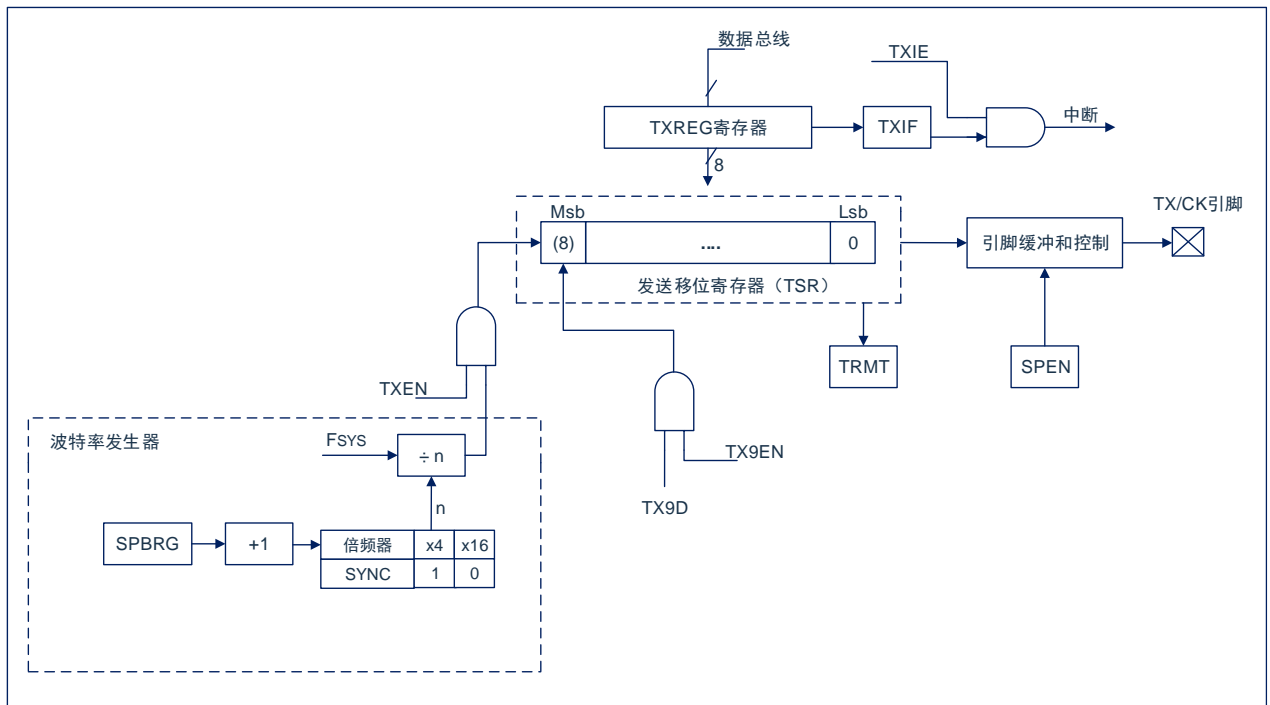 数据总线
TXIE
TXREG寄存器
TXIF
中断
8
Msb
Lsb
TX/CK引脚
(8)
....
0
引脚缓冲和控制
发送移位寄存器（TSR）
TRMT
SPEN
TXEN
波特率发生器
FSYS
÷ n
TX9EN
n
TX9D
SPBRG
+1
倍频器 x4 x16
SYNC 1 0